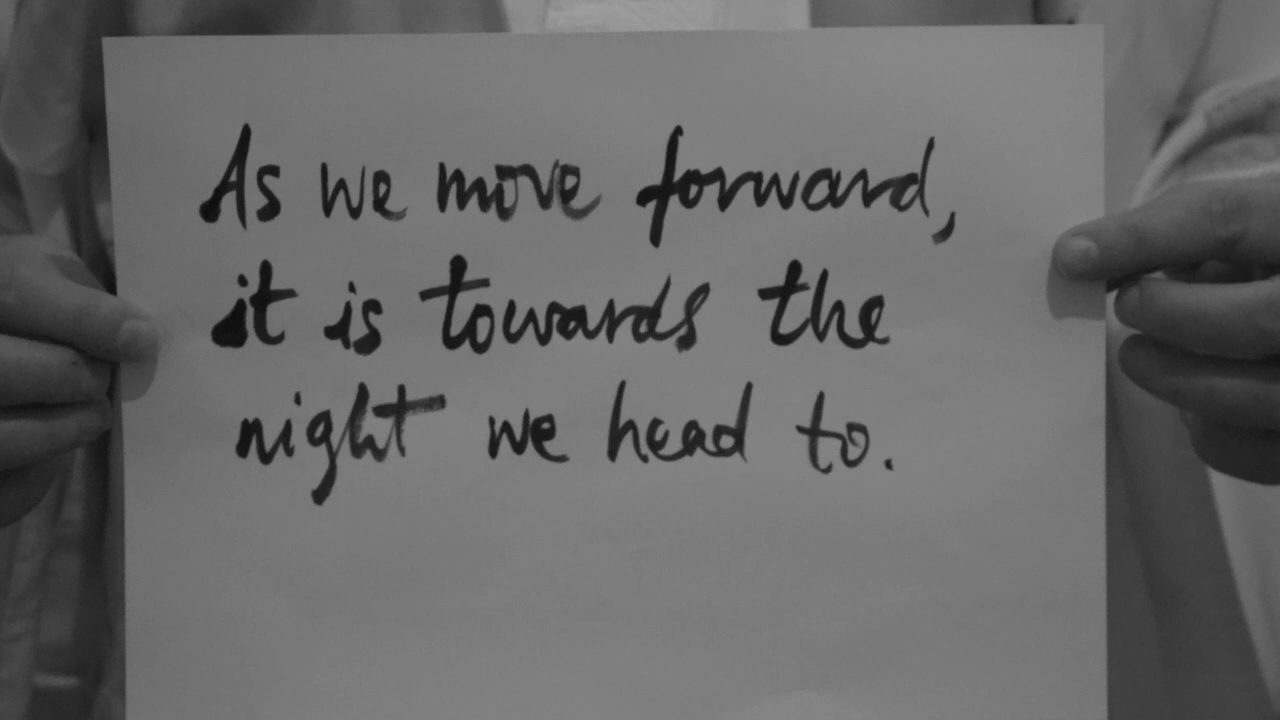 As we move forward,
it is towards the
night we head to.